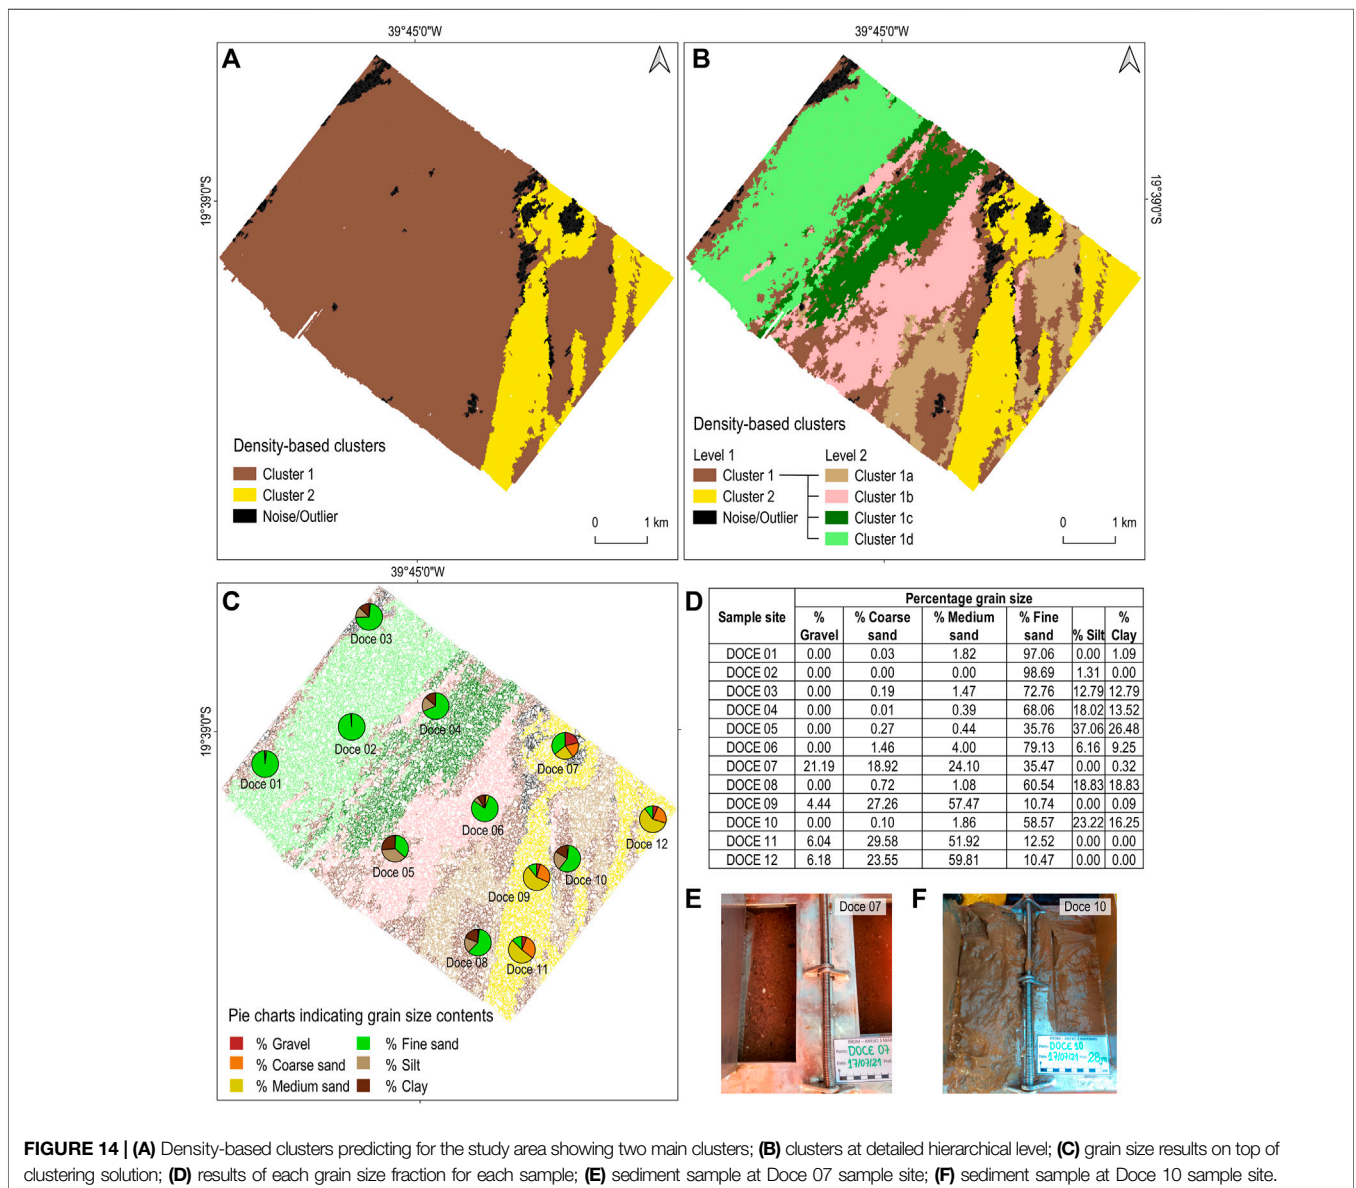 39°45'0"W
39°45'0"W
A
B
19°39'0"S
19°39'0"S
Density-based clusters
Cluster 1
Cluster 2
Noise/Outlier
0 1 km
Density-based clusters
Level 1 Level 2
Cluster 1 Cluster 1a
Cluster 2 Cluster 1b
Noise/Outlier Cluster 1c
Cluster 1d
0 1 km
39°45'0"W
C
19°39'0"S
Doce 03
Doce 04
Doce 02
Doce 01
Doce 07
Doce 06
Doce 12
Doce 05
Doce 10
Doce 09
Doce 08
Doce 11
Pie charts indicating grain size contents
% Gravel % Fine sand
% Coarse sand % Silt
% Medium sand % Clay
D
Percentage grain size
Sample site % Gravel % Coarse sand % Medium sand % Fine sand % Silt % Clay
DOCE 01 0.00 0.03 1.82 97.06 0.00 1.09
DOCE 02 0.00 0.00 0.00 98.69 1.31 0.00
DOCE 03 0.00 0.19 1.47 72.76 12.79 12.79
DOCE 04 0.00 0.01 0.39 68.06 18.02 13.52
DOCE 05 0.00 0.27 0.44 35.76 37.06 26.48
DOCE 06 0.00 1.46 4.00 79.13 6.16 9.25
DOCE 07 21.19 18.92 24.10 35.47 0.00 0.32
DOCE 08 0.00 0.72 1.08 60.54 18.83 18.83
DOCE 09 4.44 27.26 57.47 10.74 0.00 0.09
DOCE 10 0.00 0.10 1.86 58.57 23.22 16.25
DOCE 11 6.04 29.58 51.92 12.52 0.00 0.00
DOCE 12 6.18 23.55 59.81 10.47 0.00 0.00
E
Doce 07
DOCE 07
17/07/21
F
Doce 10
DOCE 10
17/07/21 28
FIGURE 14 | (A) Density-based clusters predicting for the study area showing two main clusters; (B) clusters at detailed hierarchical level; (C) grain size results on top of
clustering solution; (D) results of each grain size fraction for each sample; (E) sediment sample at Doce 07 sample site; (F) sediment sample at Doce 10 sample site.